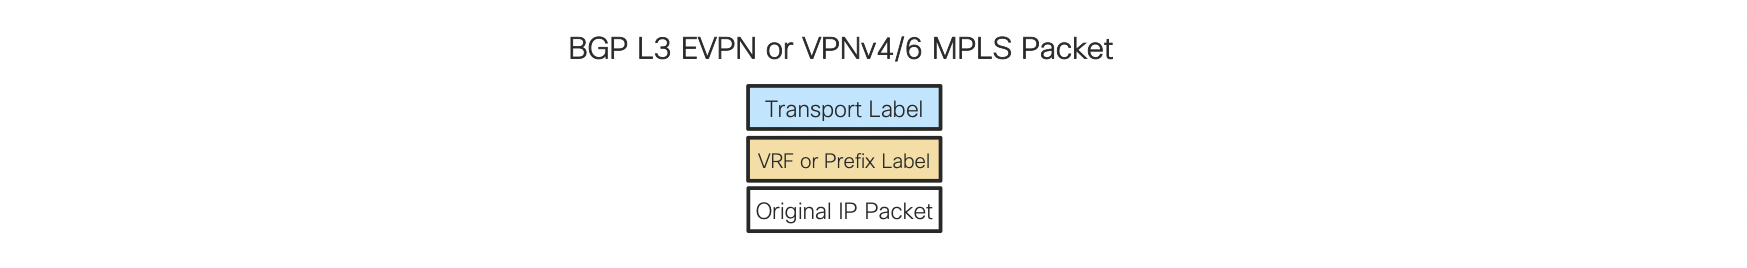 BGP L3 EVPN or VPNv4/6 MPLS Packet
Transport Label
VRF or Prefix Label
Original IP Packet